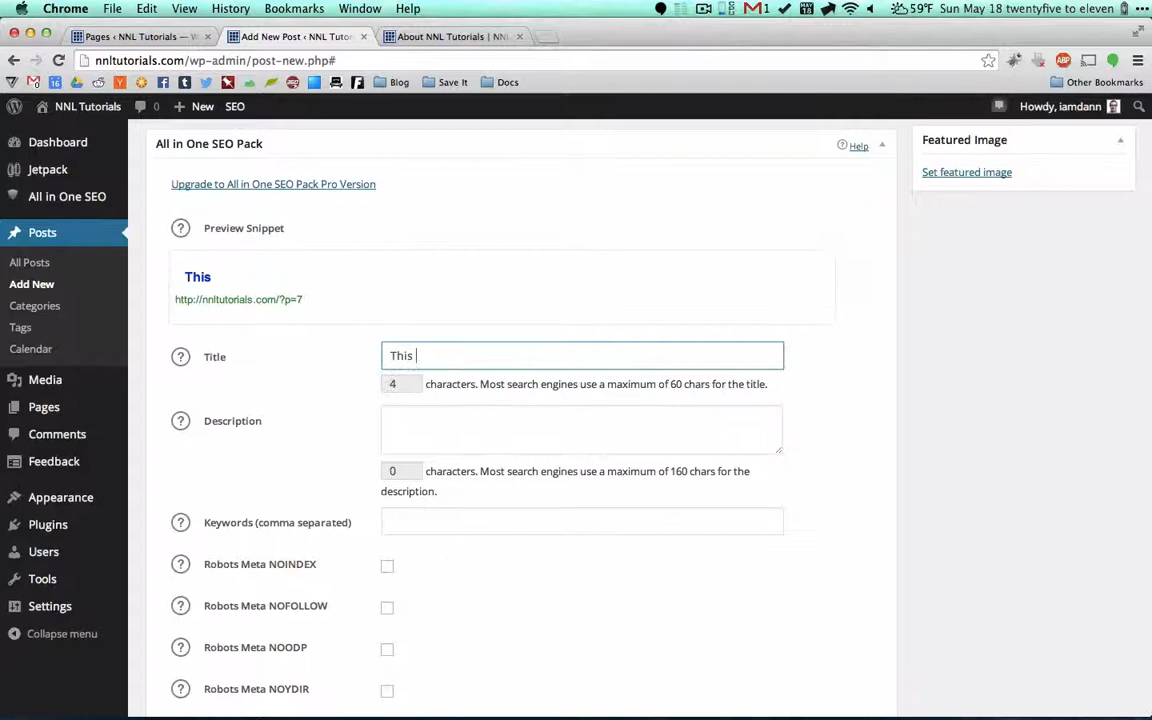 Chrome File Edit View History Bookmarks Window Help 1 MAY 18 59°F Sun May 18 twentyfive to eleven
Pages ‹ NNL Tutorials — W
Add New Post ‹ NNL Tutor
About NNL Tutorials | NNL
nnltutorials.com/wp-admin/post-new.php#
Blog Save It Docs Other Bookmarks
NNL Tutorials 0 + New SEO Howdy, iamdann
Dashboard
Jetpack
All in One SEO
Posts
All Posts
Add New
Categories
Tags
Calendar
Media
Pages
Comments
Feedback
Appearance
Plugins
Users
Tools
Settings
Collapse menu
All in One SEO Pack
Help
Upgrade to All in One SEO Pack Pro Version
? Preview Snippet
This
http://nnltutorials.com/?p=7
? Title
This
4 characters. Most search engines use a maximum of 60 chars for the title.
? Description
0 characters. Most search engines use a maximum of 160 chars for the
description.
? Keywords (comma separated)
? Robots Meta NOINDEX
? Robots Meta NOFOLLOW
? Robots Meta NOODP
? Robots Meta NOYDIR
Featured Image
Set featured image